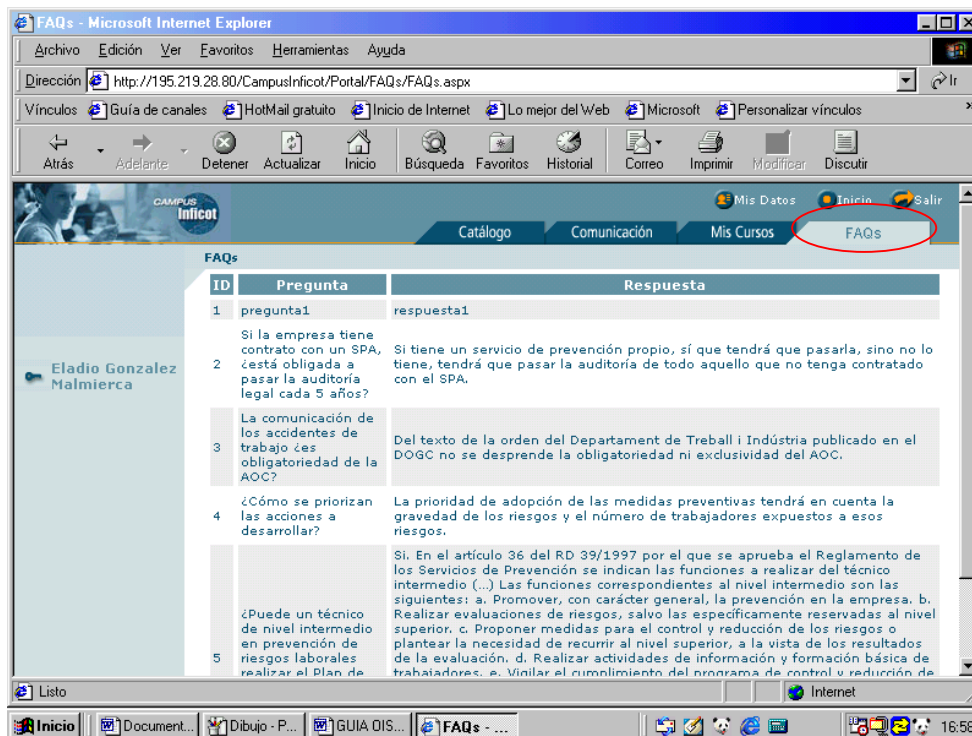 FAQs - Microsoft Internet Explorer
Archivo Edición Ver Favoritos Herramientas Ayuda
Dirección http://195.219.28.80/CampusInficot/Portal/FAQs/FAQs.aspx Ir
Vínculos Guía de canales HotMail gratuito Inicio de Internet Lo mejor del Web Microsoft Personalizar vínculos »
Atrás Adelante Detener Actualizar Inicio Búsqueda Favoritos Historial Correo Imprimir Modificar Discutir
CAMPUS
Inficot
Mis Datos Inicio Salir
Catálogo Comunicación Mis Cursos FAQs
FAQs
ID Pregunta Respuesta
1 pregunta1 respuesta1
Eladio Gonzalez
Malmierca
2
Si la empresa tiene
contrato con un SPA,
¿está obligada a
pasar la auditoría
legal cada 5 años?
Si tiene un servicio de prevención propio, sí que tendrá que pasarla, sino no lo
tiene, tendrá que pasar la auditoría de todo aquello que no tenga contratado
con el SPA.
3
La comunicación de
los accidentes de
trabajo ¿es
obligatoriedad de la
AOC?
Del texto de la orden del Departament de Treball i Indústria publicado en el
DOGC no se desprende la obligatoriedad ni exclusividad del AOC.
4
¿Cómo se priorizan
las acciones a
desarrollar?
La prioridad de adopción de las medidas preventivas tendrá en cuenta la
gravedad de los riesgos y el número de trabajadores expuestos a esos
riesgos.
5
¿Puede un técnico
de nivel intermedio
en prevención de
riesgos laborales
realizar el Plan de
Si. En el artículo 36 del RD 39/1997 por el que se aprueba el Reglamento de
los Servicios de Prevención se indican las funciones a realizar del técnico
intermedio (...) Las funciones correspondientes al nivel intermedio son las
siguientes: a. Promover, con carácter general, la prevención en la empresa. b.
Realizar evaluaciones de riesgos, salvo las específicamente reservadas al nivel
superior. c. Proponer medidas para el control y reducción de los riesgos o
plantear la necesidad de recurrir al nivel superior, a la vista de los resultados
de la evaluación. d. Realizar actividades de información y formación básica de
trabajadores. e. Vigilar el cumplimiento del programa de control y reducción de
Listo Internet
Inicio Document... Dibujo - P... GUIA OIS... FAQs - ... 16:58